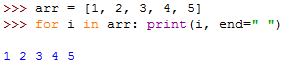 >>> arr = [1, 2, 3, 4, 5]
>>> for i in arr: print(i, end=" ")
1 2 3 4 5